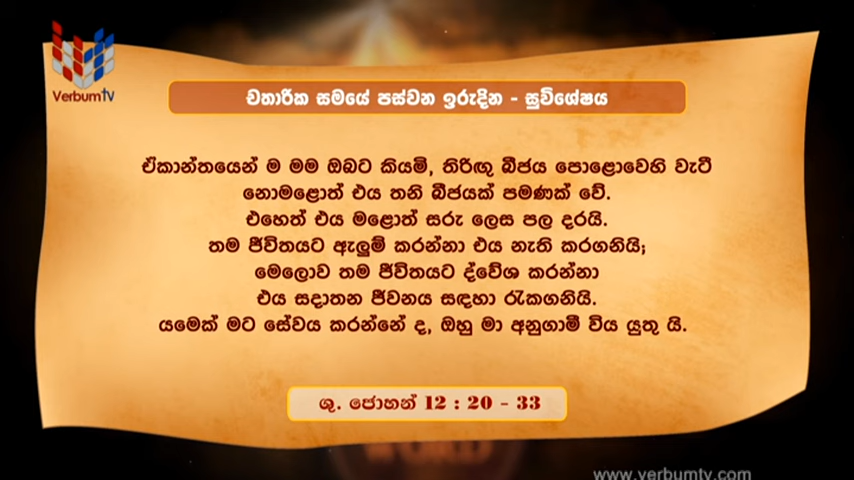 Verbum TV
චතාරික සමයේ පස්වන ඉරුදින - සුවිශේෂය
ඒකාන්තයෙන් ම මම ඔබට කියමි, තිරිඟු බීජය පොළොවෙහි වැටී
නොමළොත් එය තනි බීජයක් පමණක් වේ.
එහෙත් එය මළොත් සරු ලෙස පල දරයි.
තම ජීවිතයට ඇලුම් කරන්නා එය නැති කරගනියි;
මෙලොව තම ජීවිතයට ද්වේශ කරන්නා
එය සදාතන ජීවනය සඳහා රැකගනියි.
යමෙක් මට සේවය කරන්නේ ද, ඔහු මා අනුගාමී විය යුතු යි.
ශු. ජොහන් 12 : 20 - 33
www.verbumtv.com